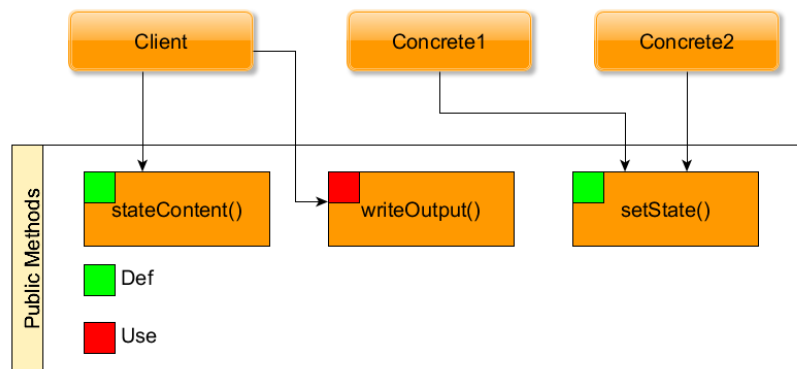 Client
Concrete1
Concrete2
Public Methods
stateContent()
writeOutput()
setState()
Def
Use